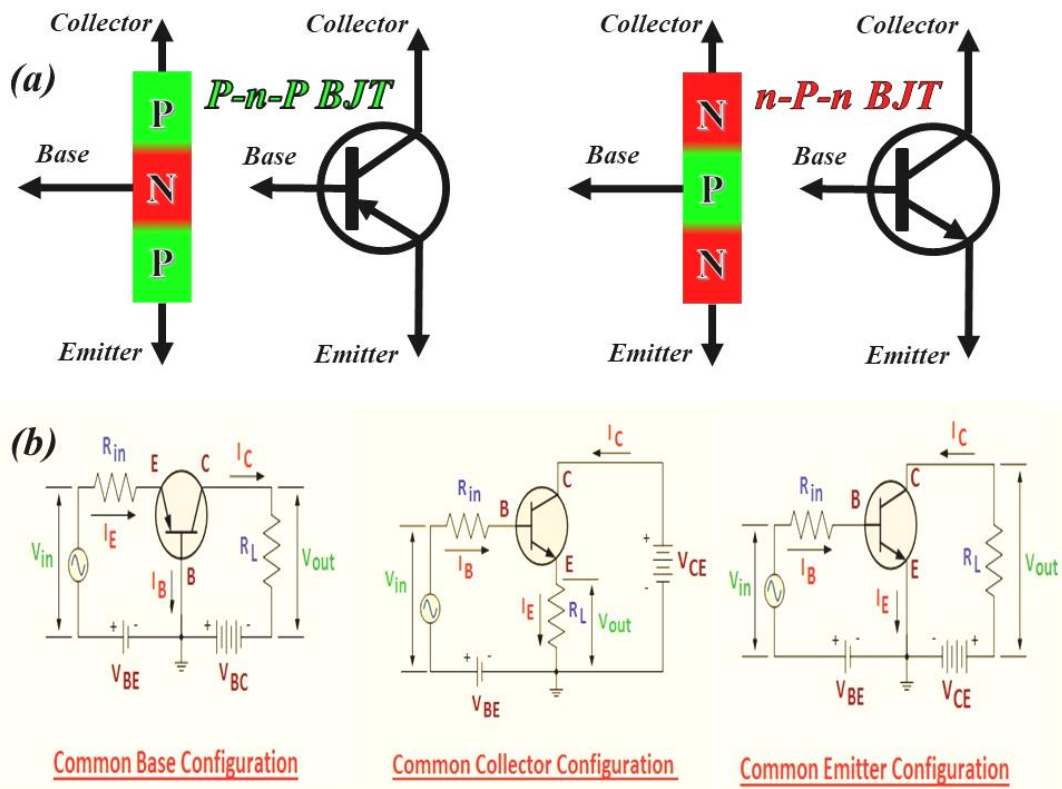 (a)
Collector
P-n-P BJT
P
Base
N
P
Emitter
Collector
Base
Emitter
Collector
n-P-n BJT
N
Base
P
N
Emitter
Collector
Base
Emitter
(b)
Rin
E
C
IC
IE
Vin
RL
Vout
IB
B
+
-
+
-
VBE
VBC
Common Base Configuration
IC
C
Rin
B
IB
E
+
VCE
-
Vin
IE
RL
Vout
+
-
VBE
Common Collector Configuration
IC
C
Rin
B
IB
E
RL
Vout
Vin
IE
+
-
-
+
VBE
VCE
Common Emitter Configuration